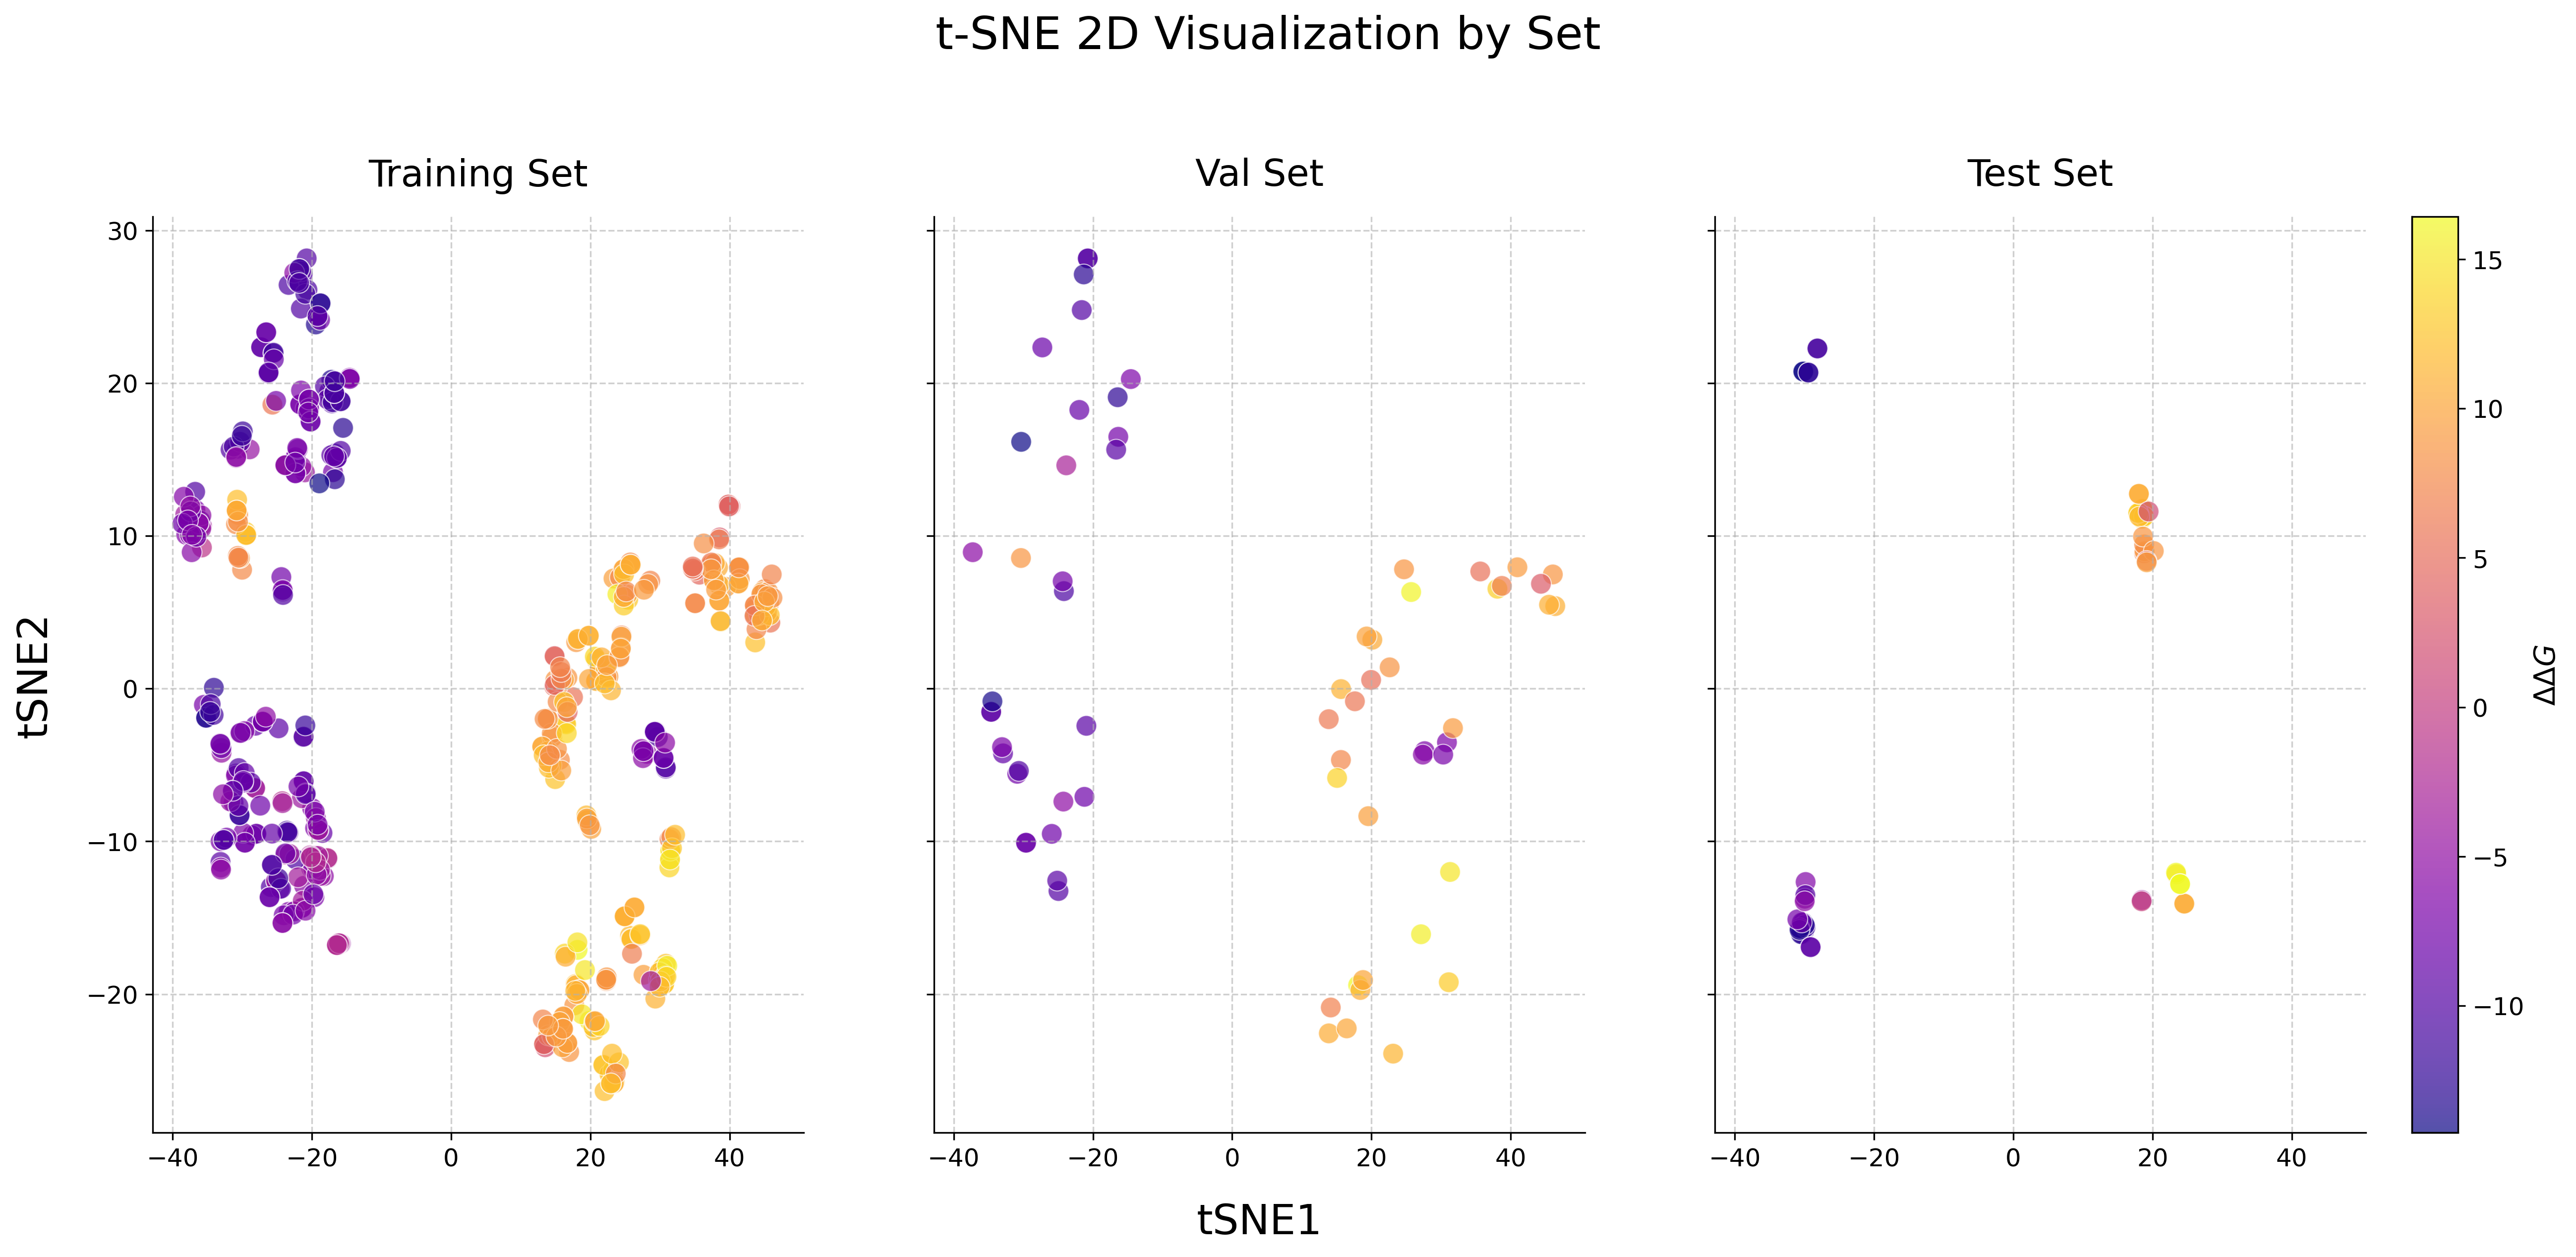 t-SNE 2D Visualization by Set
Training Set
Val Set
Test Set
30
20
10
0
−10
−20
tSNE2
−40 −20 0 20 40
−40 −20 0 20 40
−40 −20 0 20 40
tSNE1
15
10
5
0
−5
−10
ΔΔG